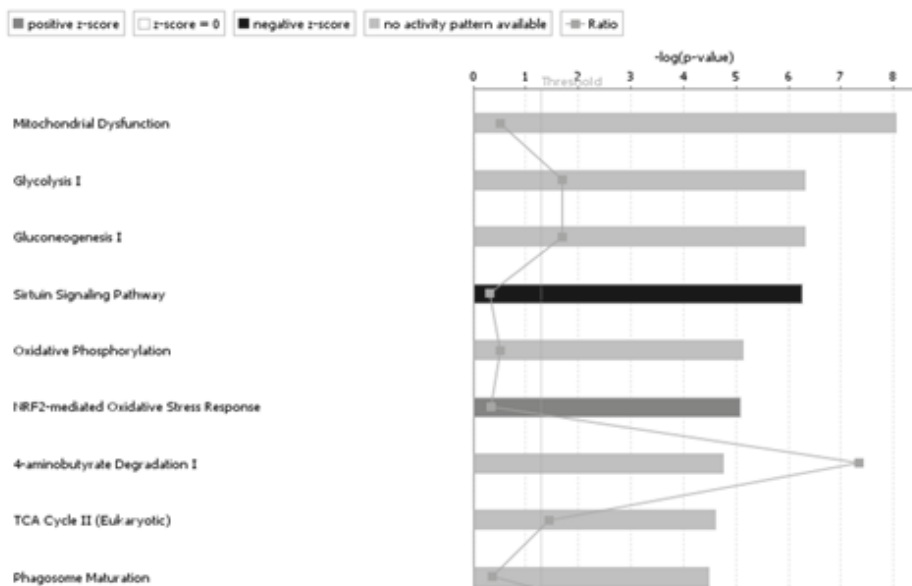 positive z-score z-score = 0 negative z-score no activity pattern available Ratio
-log(p-value)
0 1 2 3 4 5 6 7 8
Threshold
Mitochondrial Dysfunction
Glycolysis I
Gluconeogenesis I
Sirtuin Signaling Pathway
Oxidative Phosphorylation
NRF2-mediated Oxidative Stress Response
4-aminobutyrate Degradation I
TCA Cycle II (Eukaryotic)
Phagosome Maturation